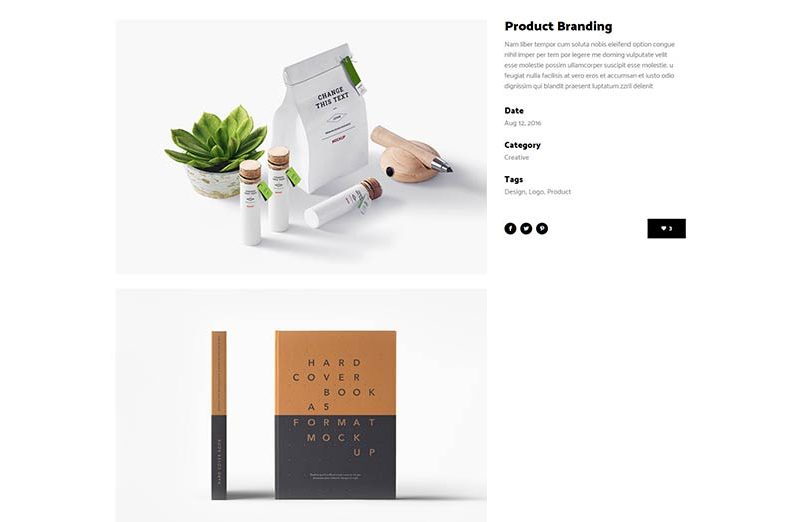 Product Branding
Nam liber tempor cum soluta nobis eleifend option congue
nihil imper per tem por legere me doming vulputate velit
esse molestie possim ullamcorper suscipit esse molestie. u
feugiat nulla facilisis at vero eros et accumsan et iusto odio
dignissim qui blandit praesent luptatum zzril delenit
Date
Aug 12, 2016
Category
Creative
Tags
Design, Logo, Product
3
CHANGE
THIS TEXT
MOCKUP
HARD
COVER
BOOK
AS
FORMAT
MOCK
UP
HARD COVER BOOK